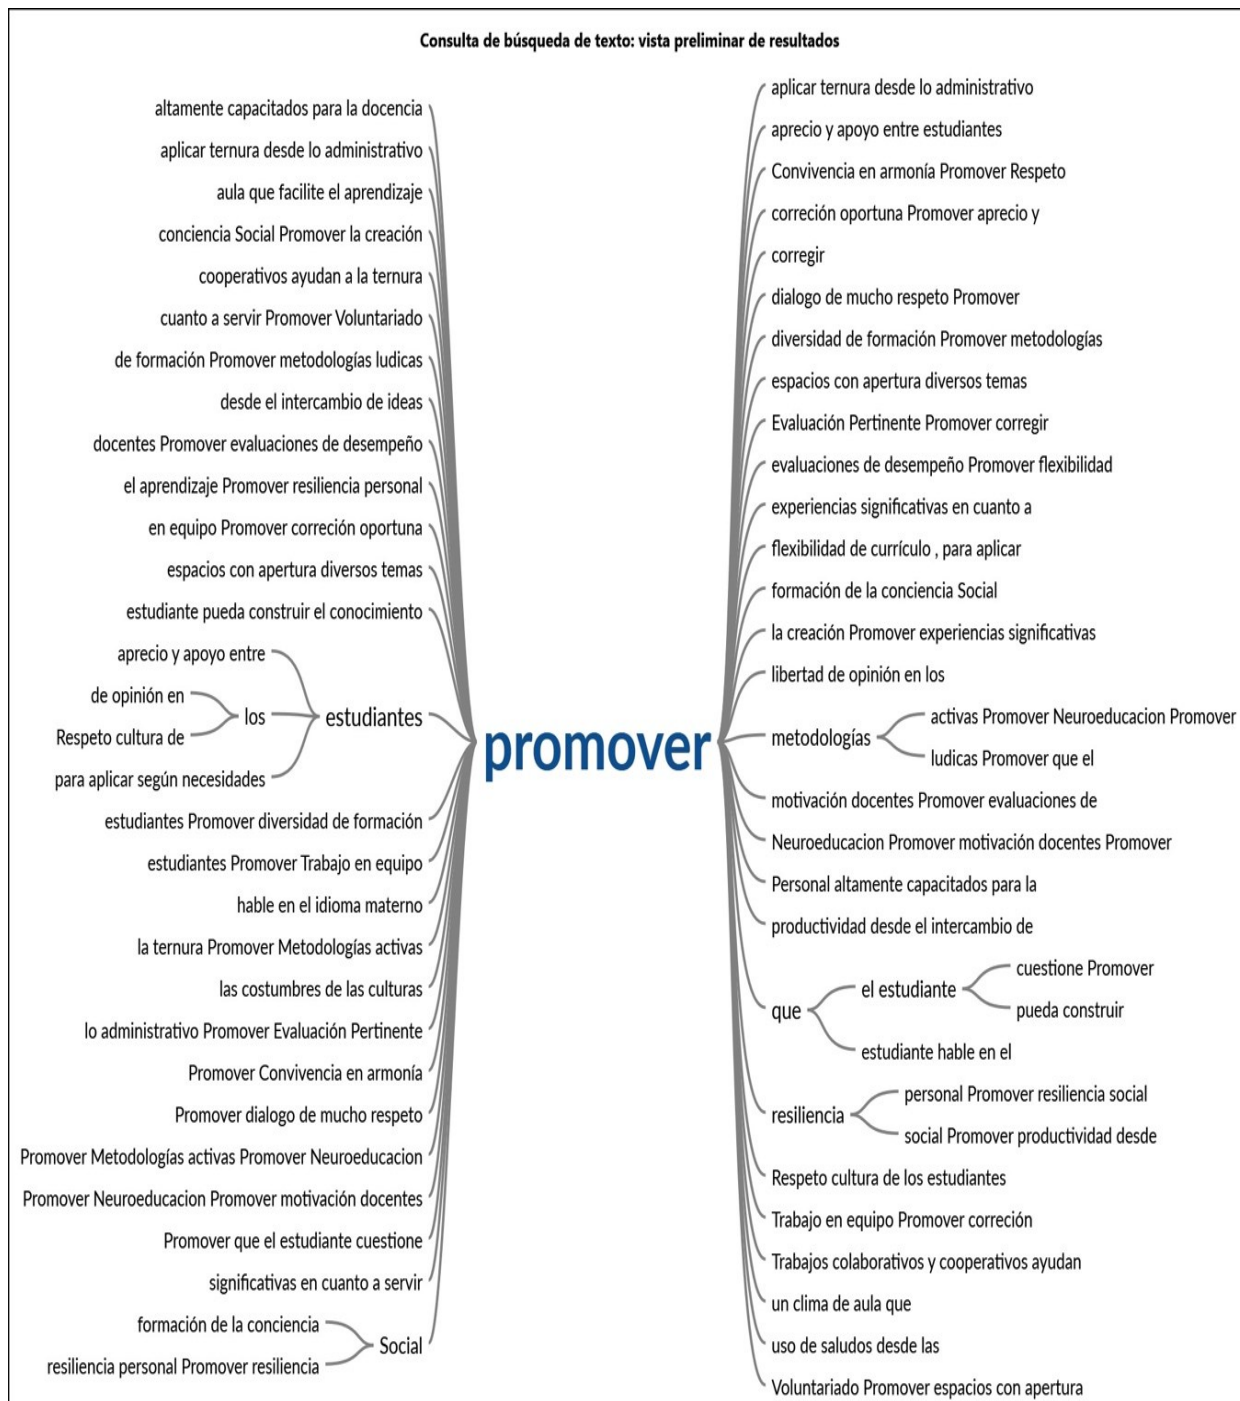 Consulta de búsqueda de texto: vista preliminar de resultados
altamente capacitados para la docencia
aplicar ternura desde lo administrativo
aula que facilite el aprendizaje
conciencia Social Promover la creación
cooperativos ayudan a la ternura
cuanto a servir Promover Voluntariado
de formación Promover metodologías ludicas
desde el intercambio de ideas
docentes Promover evaluaciones de desempeño
el aprendizaje Promover resiliencia personal
en equipo Promover correción oportuna
espacios con apertura diversos temas
estudiante pueda construir el conocimiento
aprecio y apoyo entre
de opinión en
Respeto cultura de
los
para aplicar según necesidades
estudiantes
estudiantes Promover diversidad de formación
estudiantes Promover Trabajo en equipo
hable en el idioma materno
la ternura Promover Metodologías activas
las costumbres de las culturas
lo administrativo Promover Evaluación Pertinente
Promover Convivencia en armonía
Promover dialogo de mucho respeto
Promover Metodologías activas Promover Neuroeducacion
Promover Neuroeducacion Promover motivación docentes
Promover que el estudiante cuestione
significativas en cuanto a servir
formación de la conciencia
resiliencia personal Promover resiliencia
Social
promover
aplicar ternura desde lo administrativo
aprecio y apoyo entre estudiantes
Convivencia en armonía Promover Respeto
correción oportuna Promover aprecio y
corregir
dialogo de mucho respeto Promover
diversidad de formación Promover metodologías
espacios con apertura diversos temas
Evaluación Pertinente Promover corregir
evaluaciones de desempeño Promover flexibilidad
experiencias significativas en cuanto a
flexibilidad de currículo , para aplicar
formación de la conciencia Social
la creación Promover experiencias significativas
libertad de opinión en los
metodologías
activas Promover Neuroeducacion Promover
ludicas Promover que el
motivación docentes Promover evaluaciones de
Neuroeducacion Promover motivación docentes Promover
Personal altamente capacitados para la
productividad desde el intercambio de
que
el estudiante
cuestione Promover
pueda construir
estudiante hable en el
resiliencia
personal Promover resiliencia social
social Promover productividad desde
Respeto cultura de los estudiantes
Trabajo en equipo Promover correción
Trabajos colaborativos y cooperativos ayudan
un clima de aula que
uso de saludos desde las
Voluntariado Promover espacios con apertura